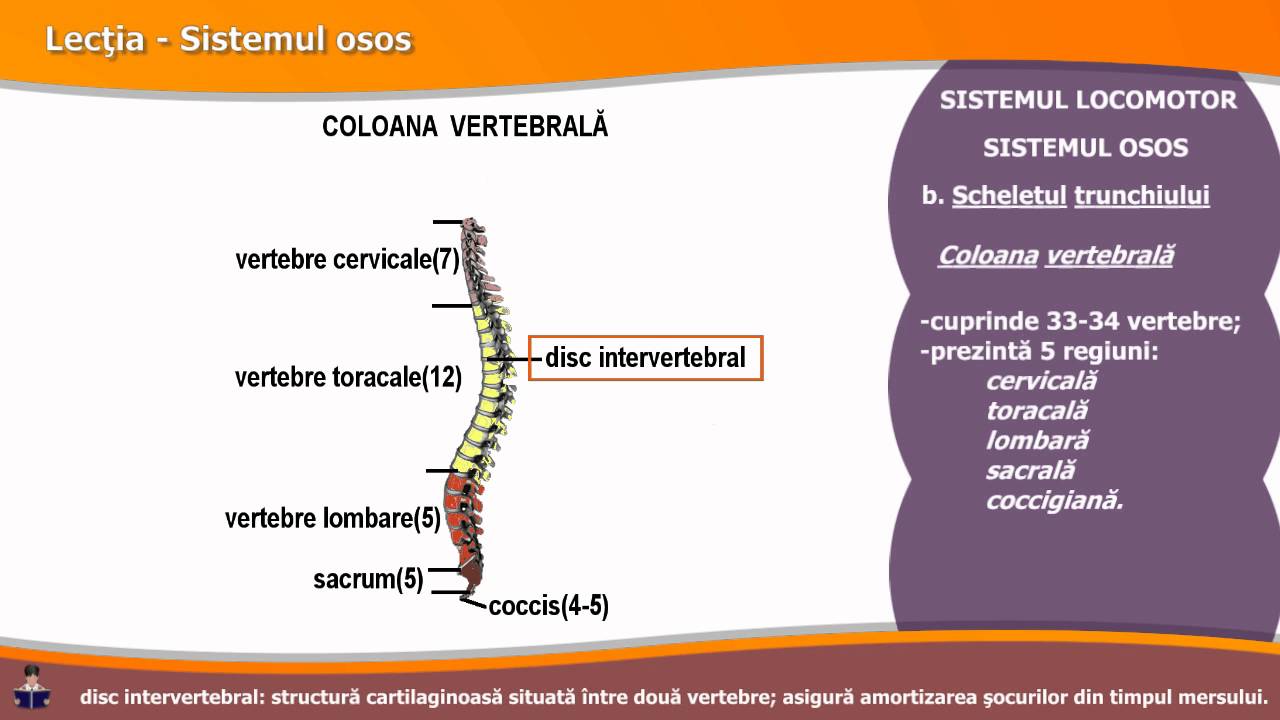 Lecţia - Sistemul osos
COLOANA VERTEBRALĂ
vertebre cervicale(7)
disc intervertebral
vertebre toracale(12)
vertebre lombare(5)
sacrum(5)
coccis(4-5)
SISTEMUL LOCOMOTOR
SISTEMUL OSOS
b. Scheletul trunchiului
Coloana vertebrală
-cuprinde 33-34 vertebre;
-prezintă 5 regiuni:
cervicală
toracală
lombară
sacrală
coccigiană.
disc intervertebral: structură cartilaginoasă situată între două vertebre; asigură amortizarea şocurilor din timpul mersului.